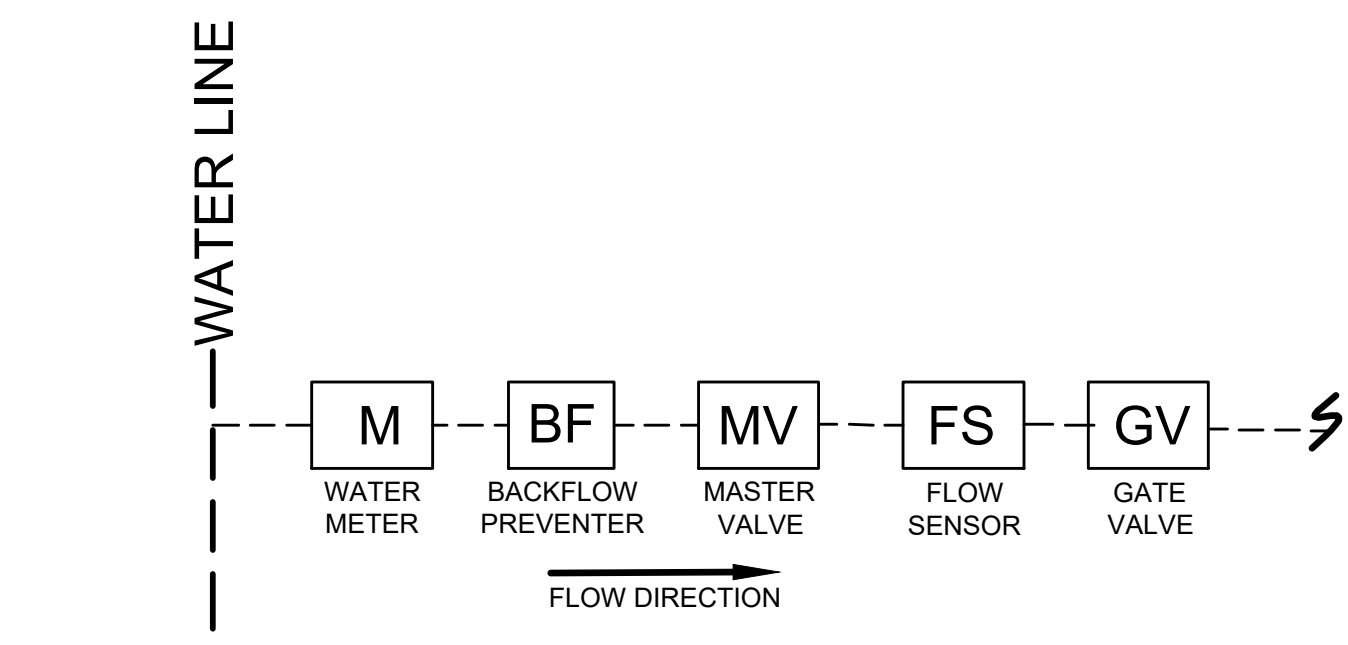 WATER LINE
M
BF
MV
FS
GV
WATER
METER
BACKFLOW
PREVENTER
MASTER
VALVE
FLOW
SENSOR
GATE
VALVE
FLOW DIRECTION